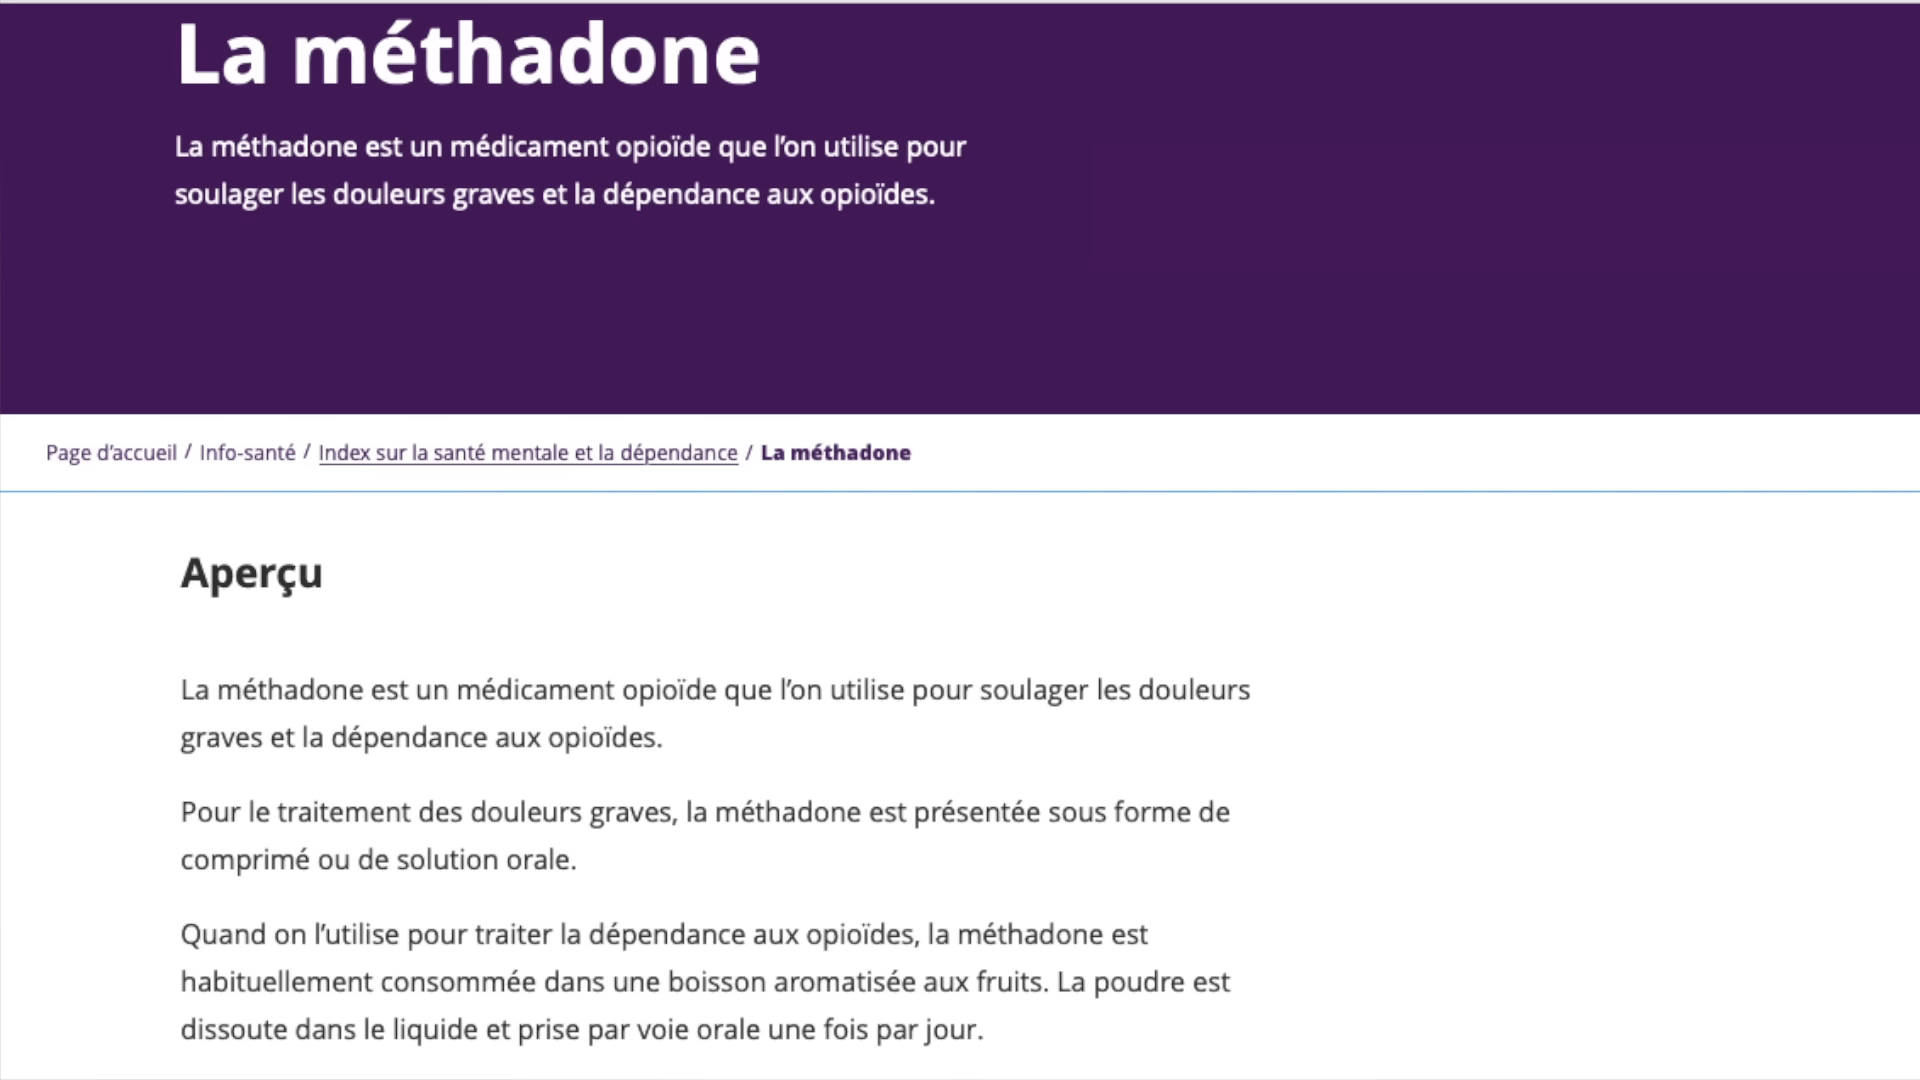 La méthadone
La méthadone est un médicament opioïde que l’on utilise pour
soulager les douleurs graves et la dépendance aux opioïdes.
Page d’accueil / Info-santé / Index sur la santé mentale et la dépendance / La méthadone
Aperçu
La méthadone est un médicament opioïde que l’on utilise pour soulager les douleurs
graves et la dépendance aux opioïdes.
Pour le traitement des douleurs graves, la méthadone est présentée sous forme de
comprimé ou de solution orale.
Quand on l’utilise pour traiter la dépendance aux opioïdes, la méthadone est
habituellement consommée dans une boisson aromatisée aux fruits. La poudre est
dissoute dans le liquide et prise par voie orale une fois par jour.